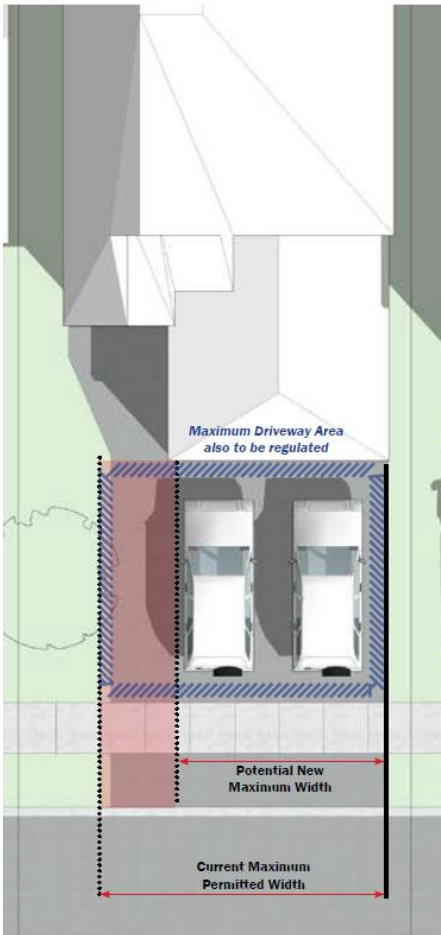 Maximum Driveway Area
also to be regulated
Potential New
Maximum Width
Current Maximum
Permitted Width